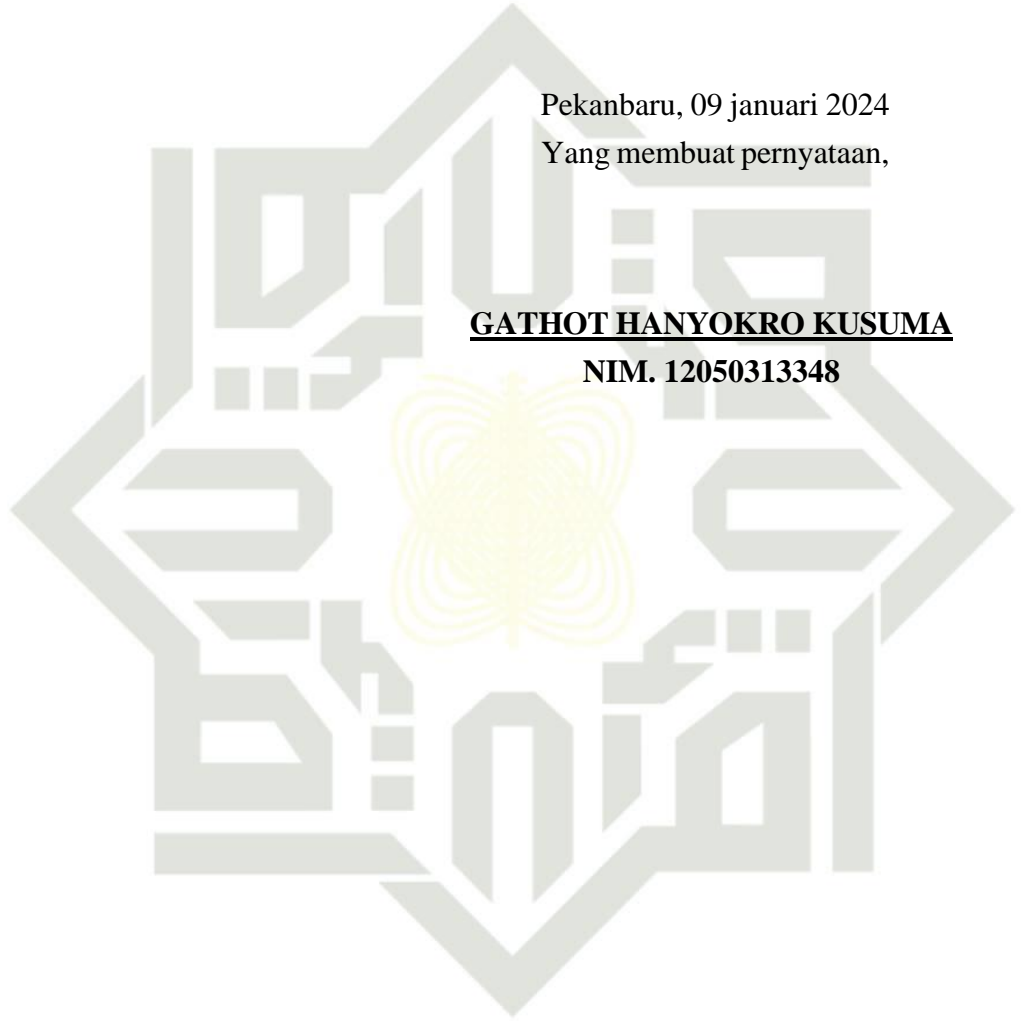 Pekanbaru, 09 januari 2024
Yang membuat pernyataan,
GATHOT HANYOKRO KUSUMA
NIM. 12050313348